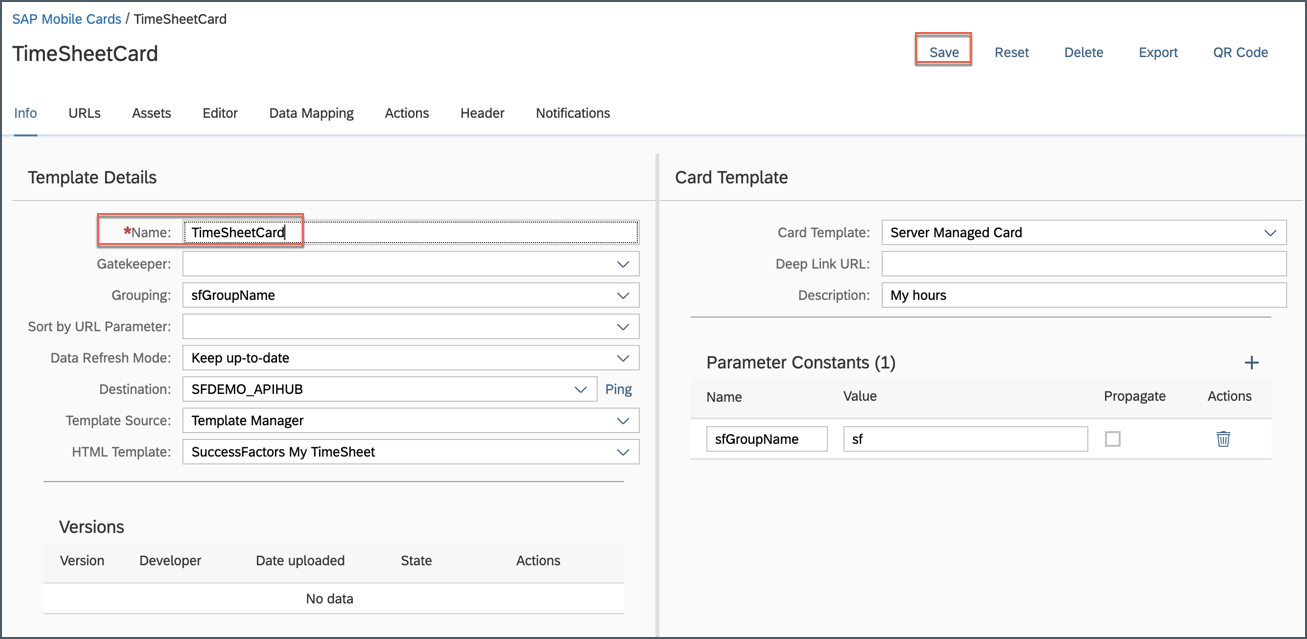 SAP Mobile Cards / TimeSheetCard
TimeSheetCard
Save Reset Delete Export QR Code
Info URLs Assets Editor Data Mapping Actions Header Notifications
Template Details
*Name: TimeSheetCard
Gatekeeper:
Grouping: sfGroupName
Sort by URL Parameter:
Data Refresh Mode: Keep up-to-date
Destination: SFDEMO_APIHUB Ping
Template Source: Template Manager
HTML Template: SuccessFactors My TimeSheet
Versions
Version Developer Date uploaded State Actions
No data
Card Template
Card Template: Server Managed Card
Deep Link URL:
Description: My hours
Parameter Constants (1)
Name Value Propagate Actions
sfGroupName sf